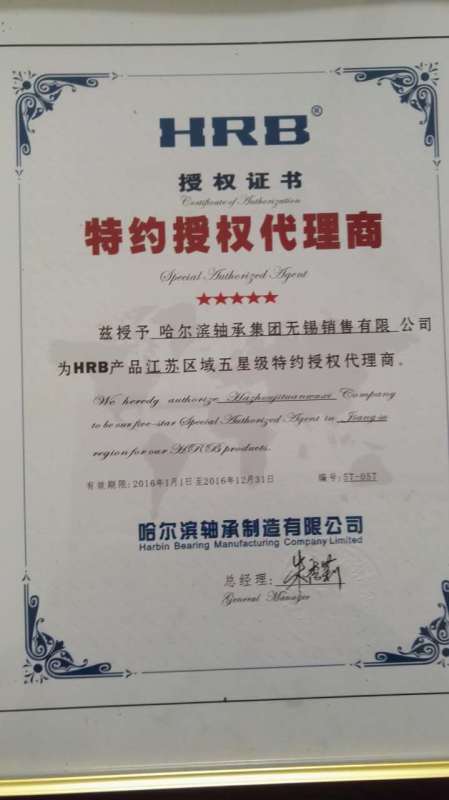 HRB®
授权证书
Certificate of Authorization
特约授权代理商
Special Authorized Agent
★★★★★
兹授予 哈尔滨轴承集团无锡销售有限 公司
为HRB产品江苏区域五星级特约授权代理商。
We heredy authorize Hazhoujituanwuxi Company
to be our five-star Special Authorized Agent in Jiangsu
region for our HRB products.
有效期限:2016年1月1日至2016年12月31日 编号:5T-057
哈尔滨轴承制造有限公司
Harbin Bearing Manufacturing Company Limited
总经理:
General Manager